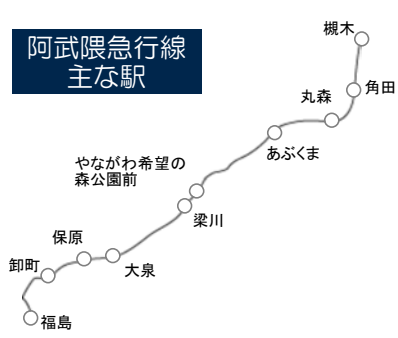 阿武隈急行線
主な駅
槻木
角田
丸森
あぶくま
やながわ希望の
森公園前
梁川
保原
大泉
卸町
福島